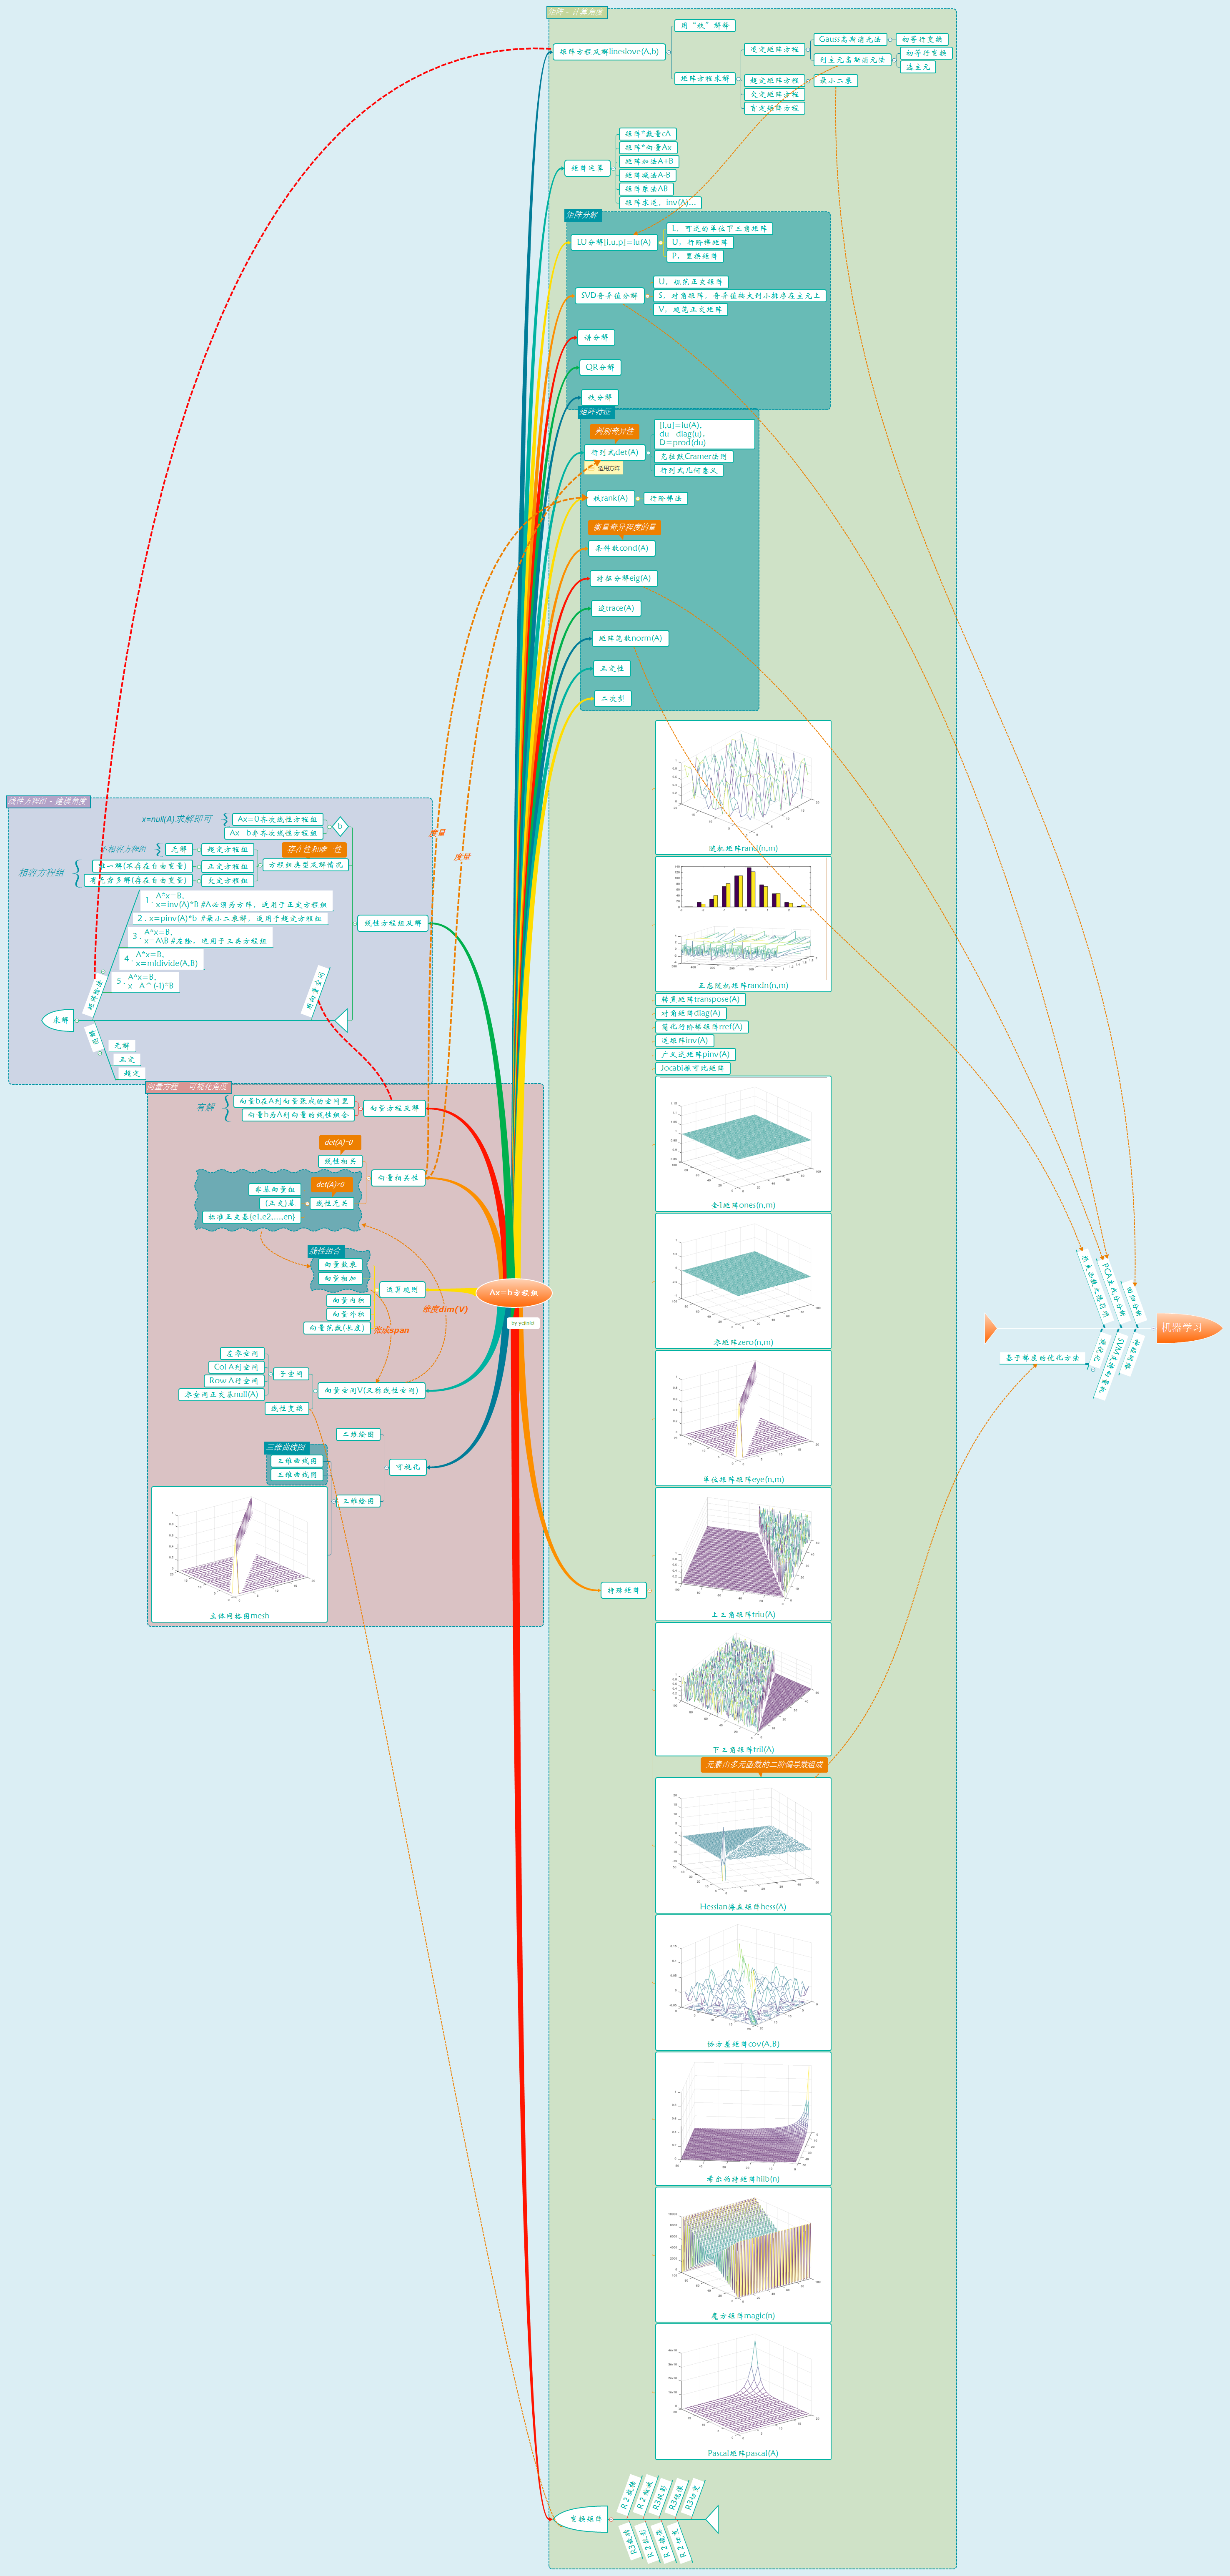 矩阵 - 计算角度
矩阵方程及解lineslove(A,b)
用“秩”解释
矩阵方程求解
适定矩阵方程
Gauss高斯消元法
初等行变换
列主元高斯消元法
初等行变换
选主元
超定矩阵方程
最小二乘
欠定矩阵方程
盲定矩阵方程
矩阵运算
矩阵*数量cA
矩阵*向量Ax
矩阵加法A+B
矩阵减法A-B
矩阵乘法AB
矩阵求逆，inv(A)...
矩阵分解
LU分解[l,u,p]=lu(A)
L，可逆的单位下三角矩阵
U，行阶梯矩阵
P，置换矩阵
SVD奇异值分解
U，规范正交矩阵
S，对角矩阵，奇异值按大到小排序在主元上
V，规范正交矩阵
谱分解
QR分解
秩分解
矩阵特征
判别奇异性
行列式det(A)
适用方阵
[l,u]=lu(A),
du=diag(u),
D=prod(du)
克拉默Cramer法则
行列式几何意义
秩rank(A)
行阶梯法
衡量奇异程度的量
条件数cond(A)
特征分解eig(A)
迹trace(A)
矩阵范数norm(A)
正定性
二次型
随机矩阵rand(n,m)
正态随机矩阵randn(n,m)
转置矩阵transpose(A)
对角矩阵diag(A)
简化行阶梯矩阵rref(A)
逆矩阵inv(A)
广义逆矩阵pinv(A)
Jocabi雅可比矩阵
全1矩阵ones(n,m)
零矩阵zero(n,m)
单位矩阵矩阵eye(n,m)
特殊矩阵
上三角矩阵triu(A)
下三角矩阵tril(A)
元素由多元函数的二阶偏导数组成
Hessian海森矩阵hess(A)
协方差矩阵cov(A,B)
希尔伯特矩阵hilb(n)
魔方矩阵magic(n)
Pascal矩阵pascal(A)
变换矩阵
R2旋转
R2缩放
R3投影
R3镜像
R3切变
R3旋转
R2投影
R2镜像
R2切变
线性方程组 - 建模角度
x=null(A)求解即可
Ax=0齐次线性方程组
Ax=b非齐次线性方程组
b
不相容方程组
无解
超定方程组
存在性和唯一性
相容方程组
唯一解(不存在自由变量)
正定方程组
方程组类型及解情况
有无穷多解(存在自由变量)
欠定方程组
1. A*x=B,
x=inv(A)*B #A必须为方阵，适用于正定方程组
2. x=pinv(A)*b #最小二乘解，适用于超定方程组
3. A*x=B,
x=A\B #左除，适用于三类方程组
4. A*x=B,
x=mldivide(A,B)
5. A*x=B,
x=A^(-1)*B
线性方程组及解
矩阵除法
用向量空间
求解
无解
正定
超定
向量方程 - 可视化角度
有解
向量b在A列向量张成的空间里
向量b为A列向量的线性组合
向量方程及解
det(A)=0
线性相关
向量相关性
det(A)≠0
非基向量组
(正交)基
线性无关
标准正交基(e1,e2,...,en)
线性组合
向量数乘
向量相加
运算规则
向量内积
向量外积
向量范数(长度)
张成span
维度dim(V)
度量
度量
左零空间
Col A列空间
Row A行空间
零空间正交基null(A)
子空间
向量空间V(又称线性空间)
线性变换
二维绘图
可视化
三维曲线图
三维曲线图
三维曲线图
三维绘图
立体网格图mesh
Ax=b方程组
by yelelei
机器学习
损失函数之惩罚项
PCA主成分分析
回归分析
最优化
SVM支持向量机
神经网络
基于梯度的优化方法